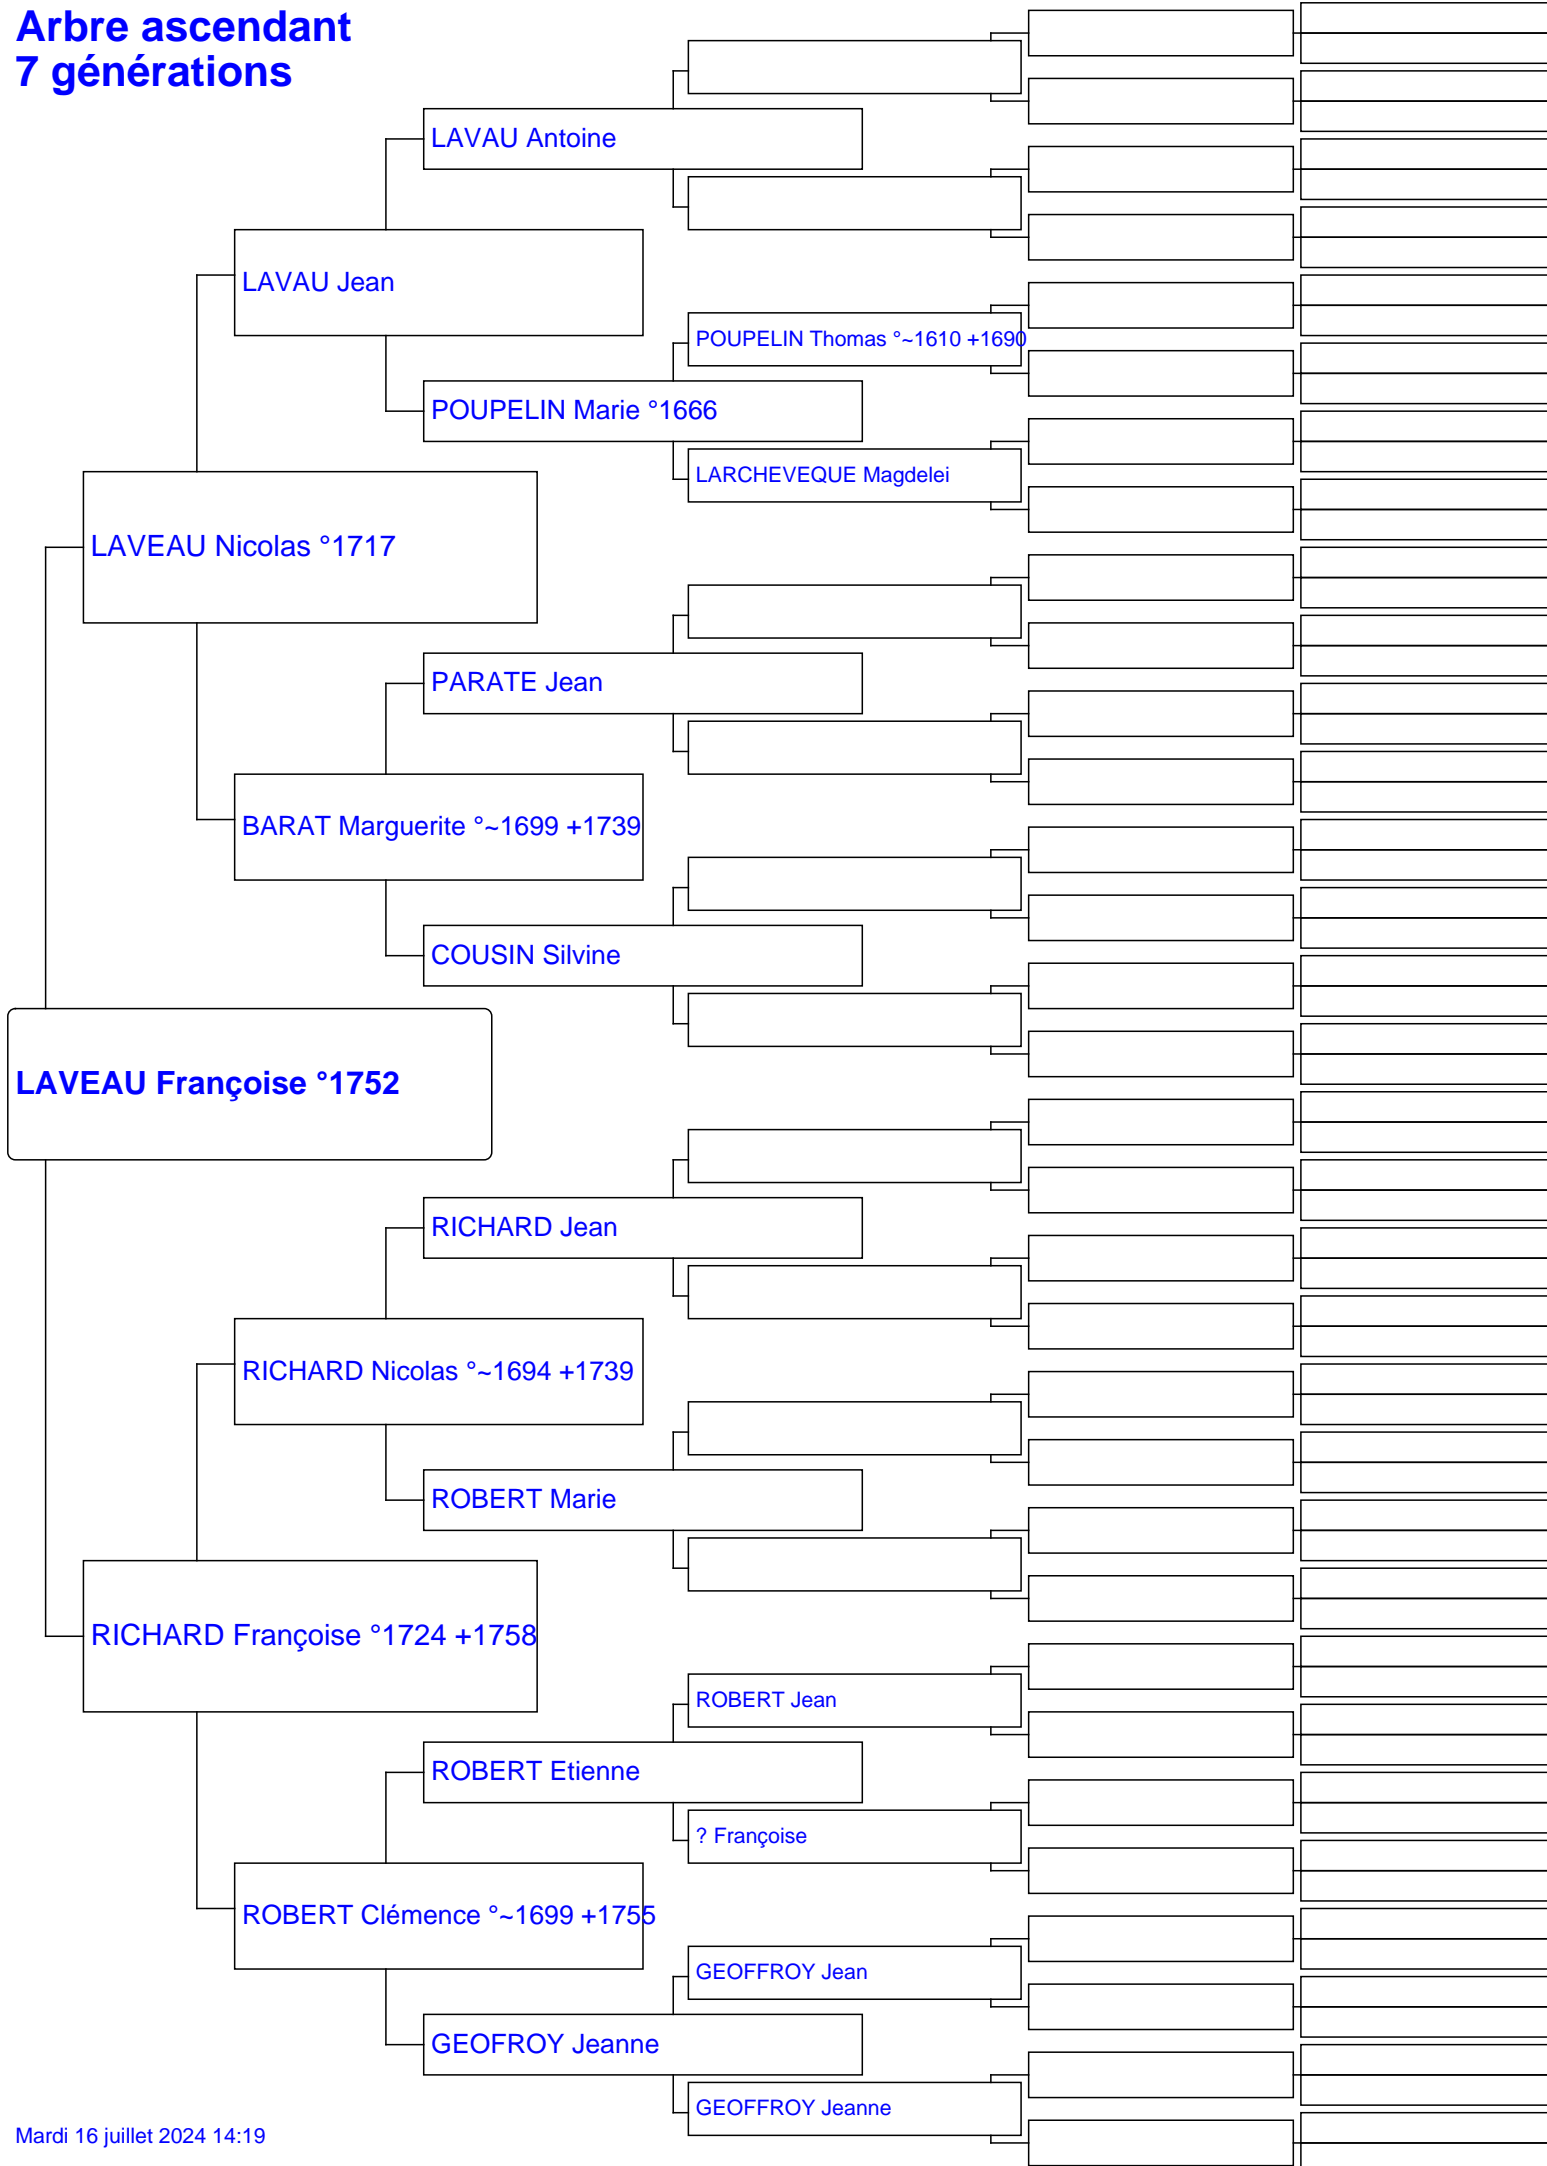 Arbre ascendant
7 générations
LAVAU Antoine
LAVAU Jean
POUPELIN Thomas °~1610 +1690
POUPELIN Marie °1666
LARCHEVEQUE Magdelei
LAVEAU Nicolas °1717
PARATE Jean
BARAT Marguerite °~1699 +1739
COUSIN Silvine
LAVEAU Françoise °1752
RICHARD Jean
RICHARD Nicolas °~1694 +1739
ROBERT Marie
RICHARD Françoise °1724 +1758
ROBERT Jean
ROBERT Etienne
? Françoise
ROBERT Clémence °~1699 +1755
GEOFFROY Jean
GEOFROY Jeanne
GEOFFROY Jeanne
Mardi 16 juillet 2024 14:19